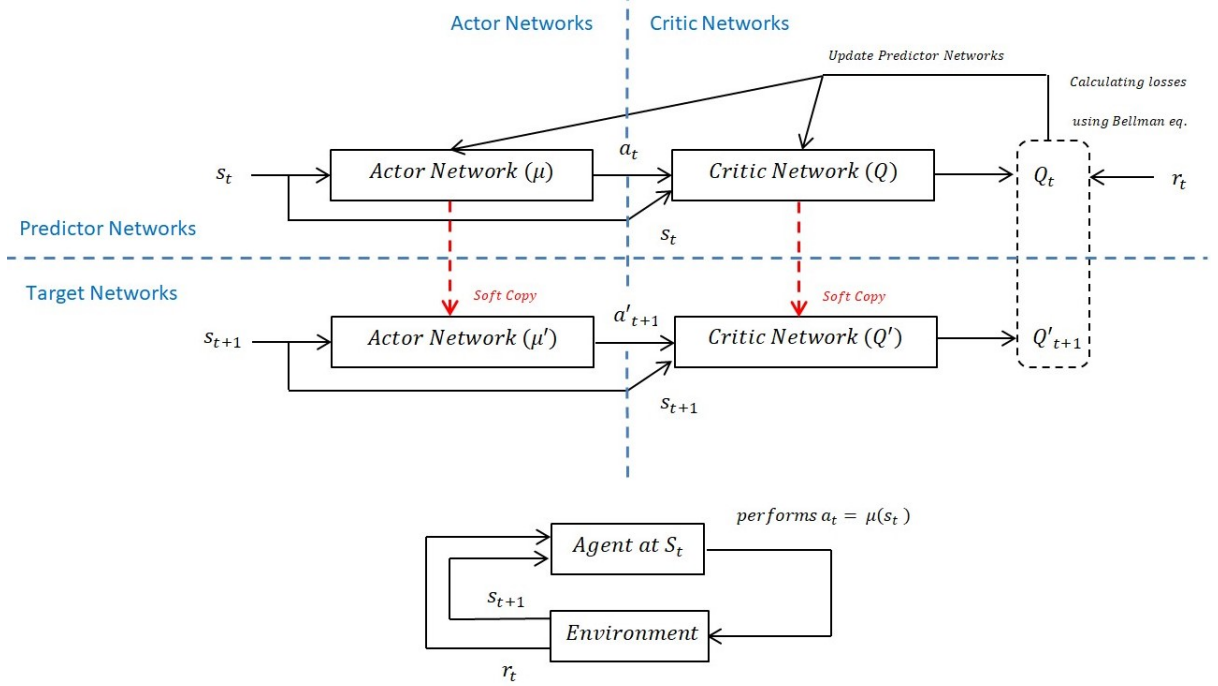 Actor Networks
Critic Networks
Update Predictor Networks
Calculating losses
using Bellman eq.
s_t
Actor Network (μ)
a_t
Critic Network (Q)
Q_t
r_t
s_t
Predictor Networks
Target Networks
Soft Copy
Soft Copy
s_{t+1}
Actor Network (μ')
a'_{t+1}
Critic Network (Q')
Q'_{t+1}
s_{t+1}
performs a_t = μ(s_t)
Agent at S_t
s_{t+1}
Environment
r_t